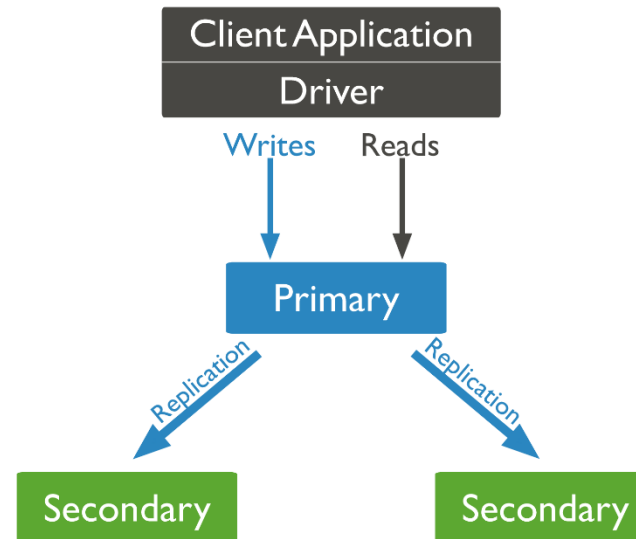 Client Application
Driver
Writes Reads
Primary
Replication Replication
Secondary Secondary